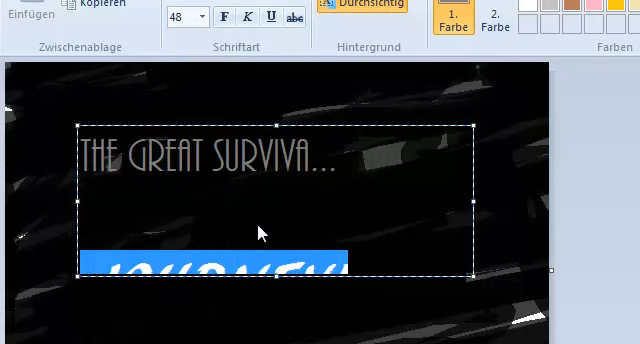 Kopieren
Einfügen
48 F K U abc
Durchsichtig
1. Farbe
2. Farbe
Zwischenablage Schriftart Hintergrund Farben
THE GREAT SURVIVA...